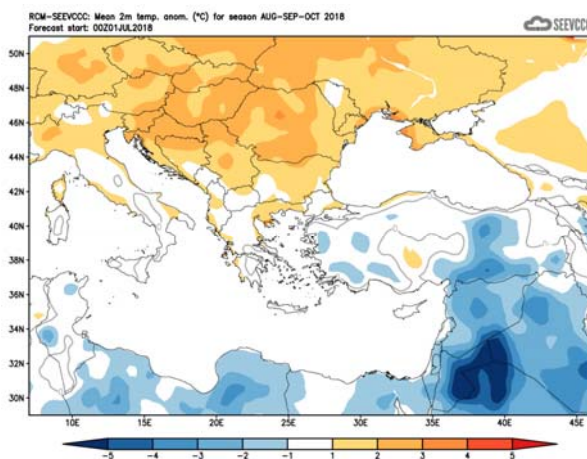 RCM-SEEVCCC: Mean 2m temp. anom. (°C) for season AUG-SEP-OCT 2018
Forecast start: 00Z01JUL2018
SEEVCCC
50N
48N
46N
44N
42N
40N
38N
36N
34N
32N
30N
10E 15E 20E 25E 30E 35E 40E 45E
-5 -4 -3 -2 -1 1 2 3 4 5